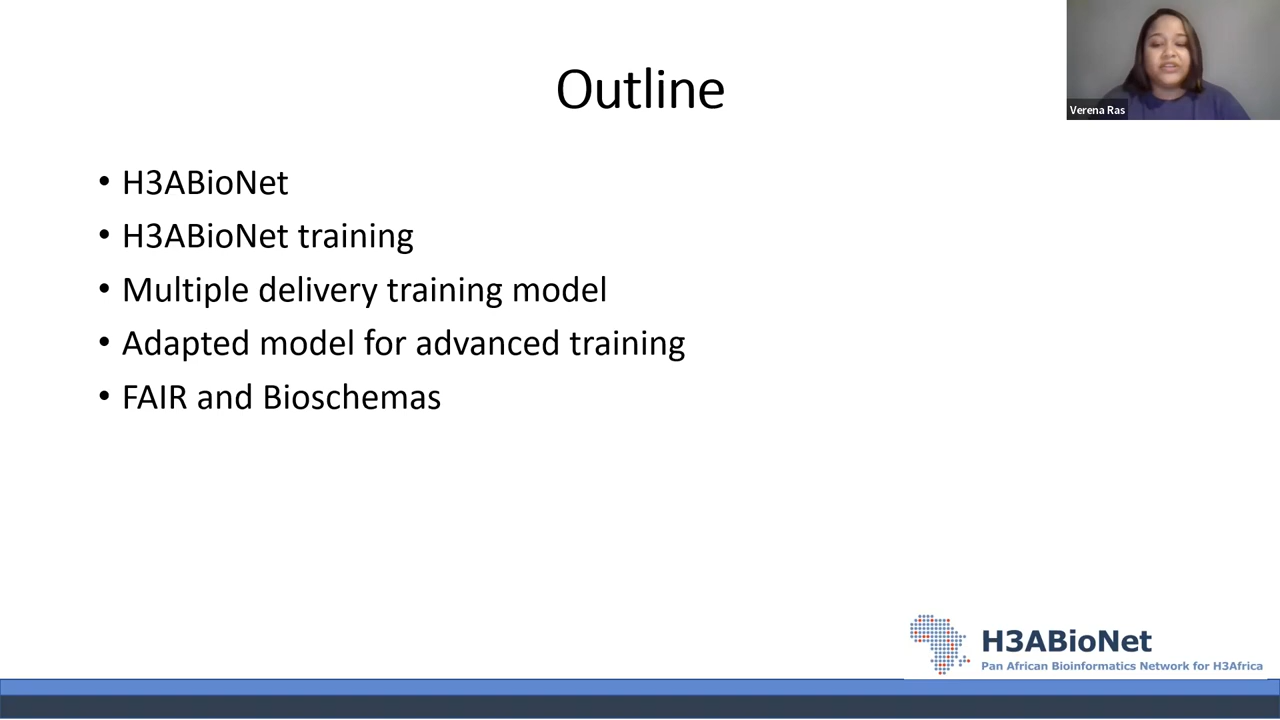 Outline
Verena Ras
• H3ABioNet
• H3ABioNet training
• Multiple delivery training model
• Adapted model for advanced training
• FAIR and Bioschemas
H3ABioNet
Pan African Bioinformatics Network for H3Africa